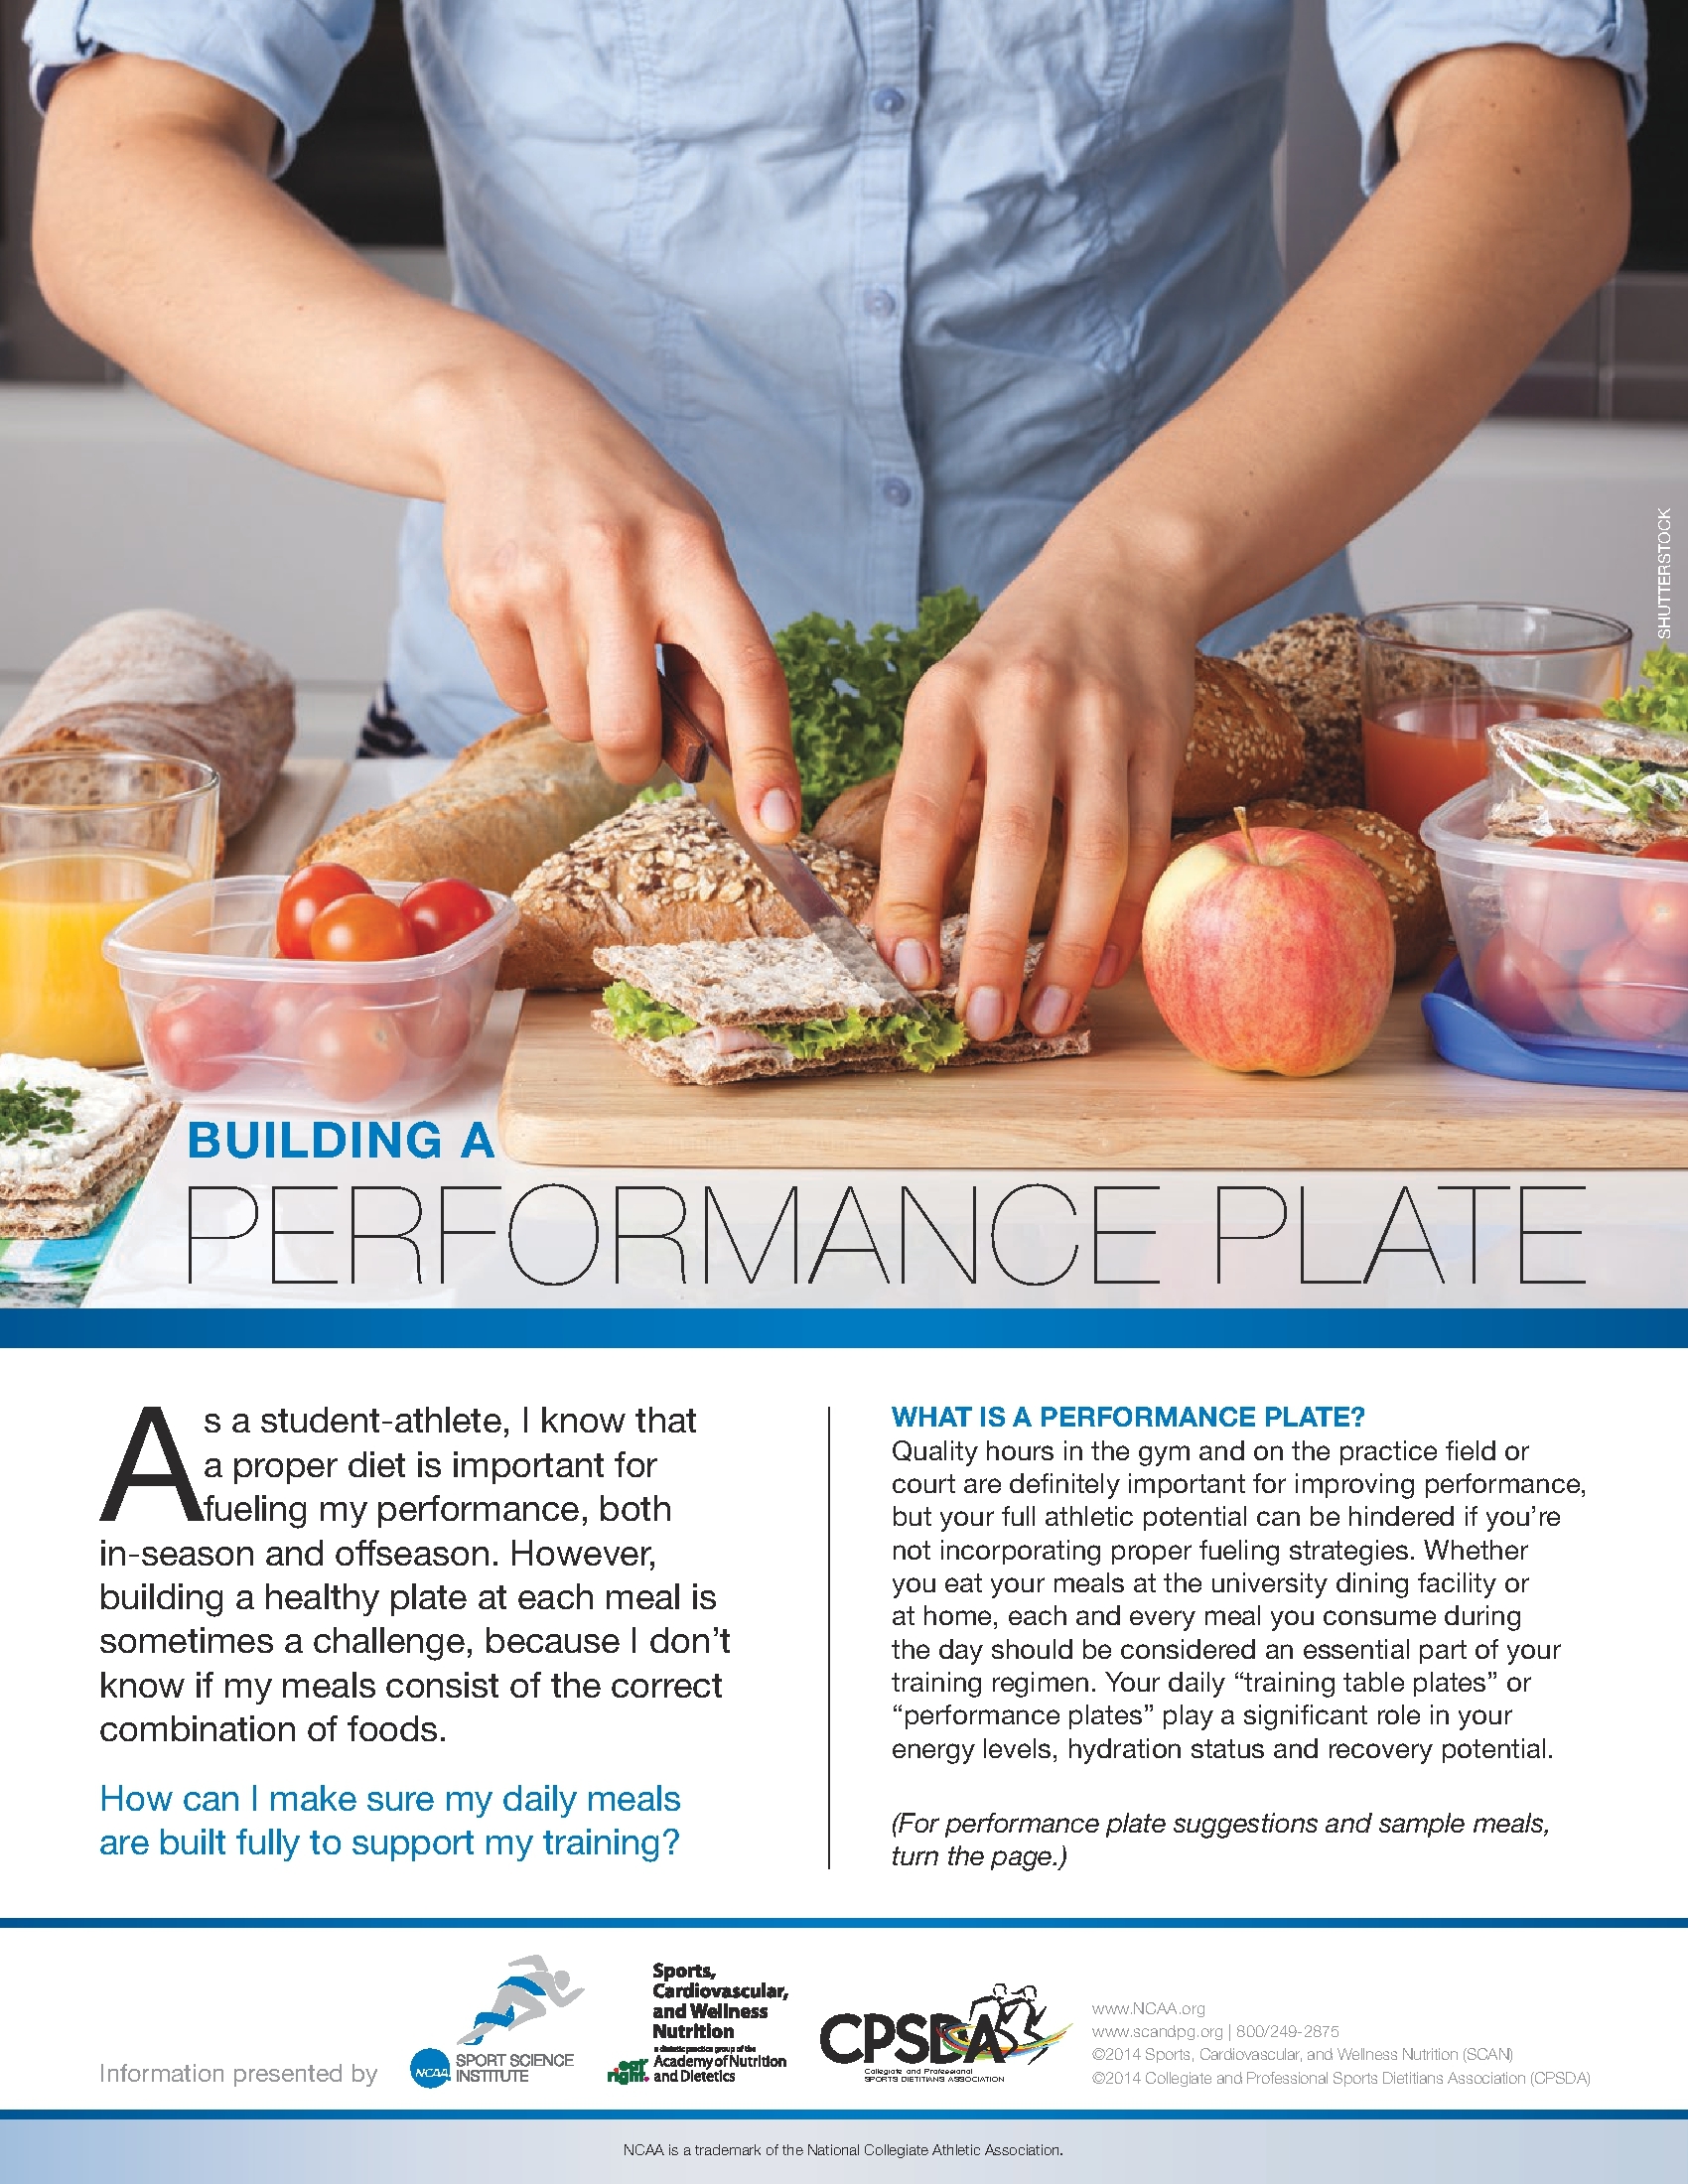 SHUTTERSTOCK
BUILDING A
PERFORMANCE PLATE
As a student-athlete, I know that
a proper diet is important for
fueling my performance, both
in-season and offseason. However,
building a healthy plate at each meal is
sometimes a challenge, because I don’t
know if my meals consist of the correct
combination of foods.
How can I make sure my daily meals
are built fully to support my training?
WHAT IS A PERFORMANCE PLATE?
Quality hours in the gym and on the practice field or
court are definitely important for improving performance,
but your full athletic potential can be hindered if you’re
not incorporating proper fueling strategies. Whether
you eat your meals at the university dining facility or
at home, each and every meal you consume during
the day should be considered an essential part of your
training regimen. Your daily “training table plates” or
“performance plates” play a significant role in your
energy levels, hydration status and recovery potential.
(For performance plate suggestions and sample meals,
turn the page.)
Information presented by
NCAA
SPORT SCIENCE
INSTITUTE
Sports,
Cardiovascular,
and Wellness
Nutrition
a dietetic practice group of the
eat right. Academy of Nutrition
and Dietetics
CPSDA
Collegiate and Professional
SPORTS DIETITIANS ASSOCIATION
www.NCAA.org
www.scandpg.org | 800/249-2875
©2014 Sports, Cardiovascular, and Wellness Nutrition (SCAN)
©2014 Collegiate and Professional Sports Dietitians Association (CPSDA)
NCAA is a trademark of the National Collegiate Athletic Association.